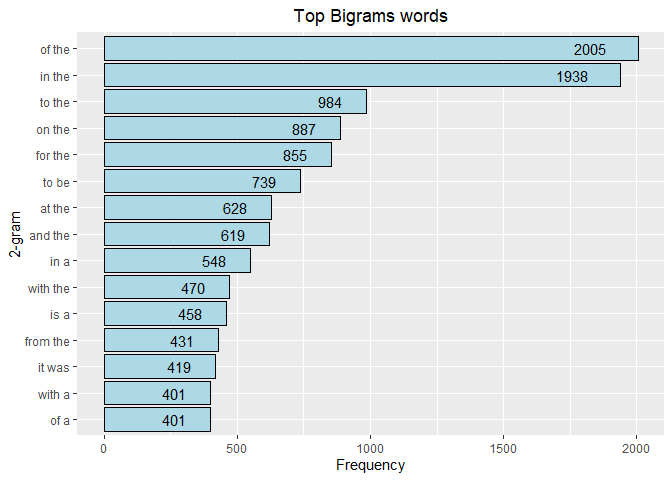 Top Bigrams words
2-gram
of the 2005
in the 1938
to the 984
on the 887
for the 855
to be 739
at the 628
and the 619
in a 548
with the 470
is a 458
from the 431
it was 419
with a 401
of a 401
0 500 1000 1500 2000
Frequency